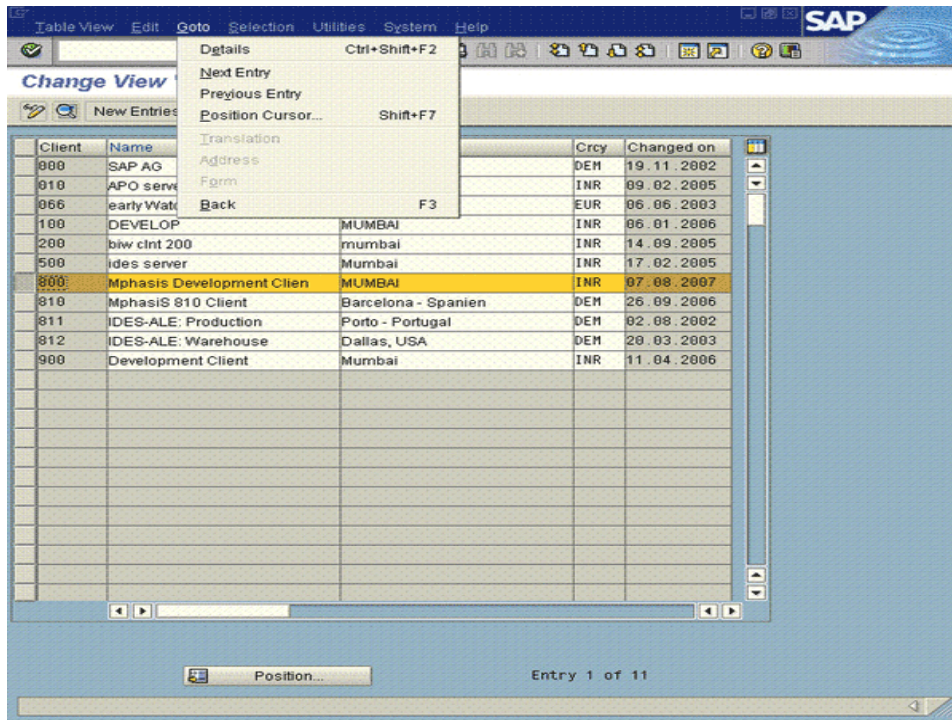 Table View Edit Goto Selection Utilities System Help
SAP
Details Ctrl+Shift+F2
Next Entry
Previous Entry
Position Cursor... Shift+F7
Translation
Address
Form
Back F3
Change View
New Entries
Client Name Crcy Changed on
000 SAP AG DEM 19.11.2002
010 APO serve INR 09.02.2005
066 early Watc EUR 06.06.2003
100 DEVELOP MUMBAI INR 06.01.2006
200 biw clnt 200 mumbai INR 14.09.2005
500 ides server Mumbai INR 17.02.2005
800 Mphasis Development Clien MUMBAI INR 07.08.2007
810 MphasiS 810 Client Barcelona - Spanien DEM 26.09.2006
811 IDES-ALE: Production Porto - Portugal DEM 02.08.2002
812 IDES-ALE: Warehouse Dallas, USA DEM 20.03.2003
900 Development Client Mumbai INR 11.04.2006
Position... Entry 1 of 11